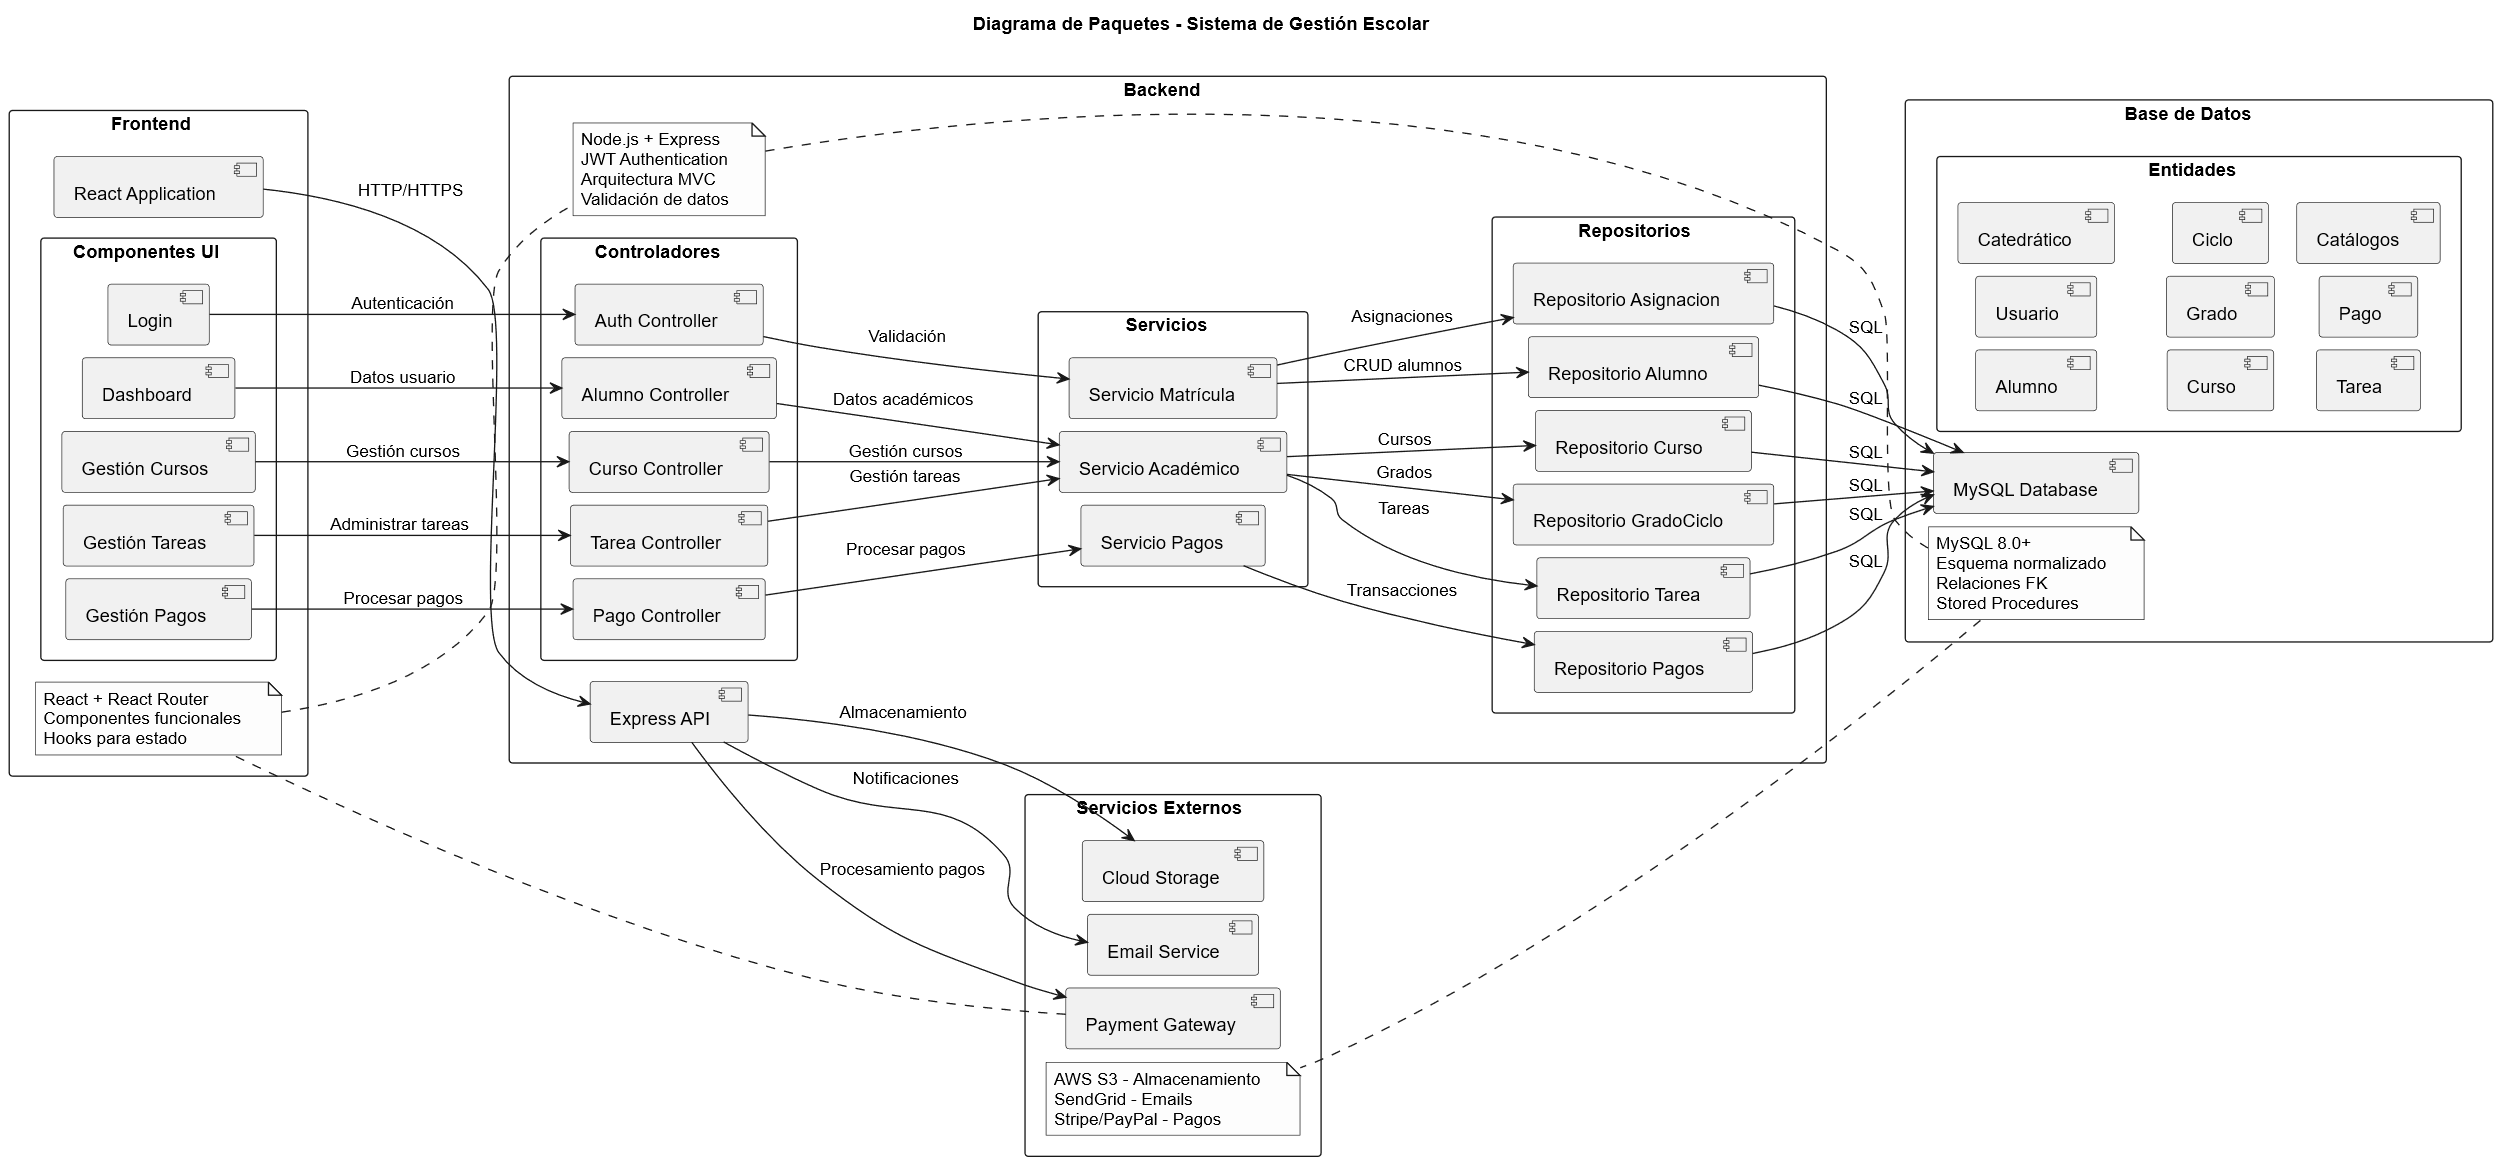 Diagrama de Paquetes - Sistema de Gestión Escolar
Frontend
React Application
Componentes UI
Login
Dashboard
Gestión Cursos
Gestión Tareas
Gestión Pagos
React + React Router
Componentes funcionales
Hooks para estado
HTTP/HTTPS
Autenticación
Datos usuario
Gestión cursos
Administrar tareas
Procesar pagos
Backend
Node.js + Express
JWT Authentication
Arquitectura MVC
Validación de datos
Controladores
Auth Controller
Alumno Controller
Curso Controller
Tarea Controller
Pago Controller
Express API
Validación
Datos académicos
Gestión cursos
Gestión tareas
Procesar pagos
Almacenamiento
Notificaciones
Procesamiento pagos
Servicios
Servicio Matrícula
Servicio Académico
Servicio Pagos
Asignaciones
CRUD alumnos
Cursos
Grados
Tareas
Transacciones
Repositorios
Repositorio Asignacion
Repositorio Alumno
Repositorio Curso
Repositorio GradoCiclo
Repositorio Tarea
Repositorio Pagos
SQL
SQL
SQL
SQL
SQL
SQL
Base de Datos
Entidades
Catedrático
Ciclo
Catálogos
Usuario
Grado
Pago
Alumno
Curso
Tarea
MySQL Database
MySQL 8.0+
Esquema normalizado
Relaciones FK
Stored Procedures
Servicios Externos
Cloud Storage
Email Service
Payment Gateway
AWS S3 - Almacenamiento
SendGrid - Emails
Stripe/PayPal - Pagos